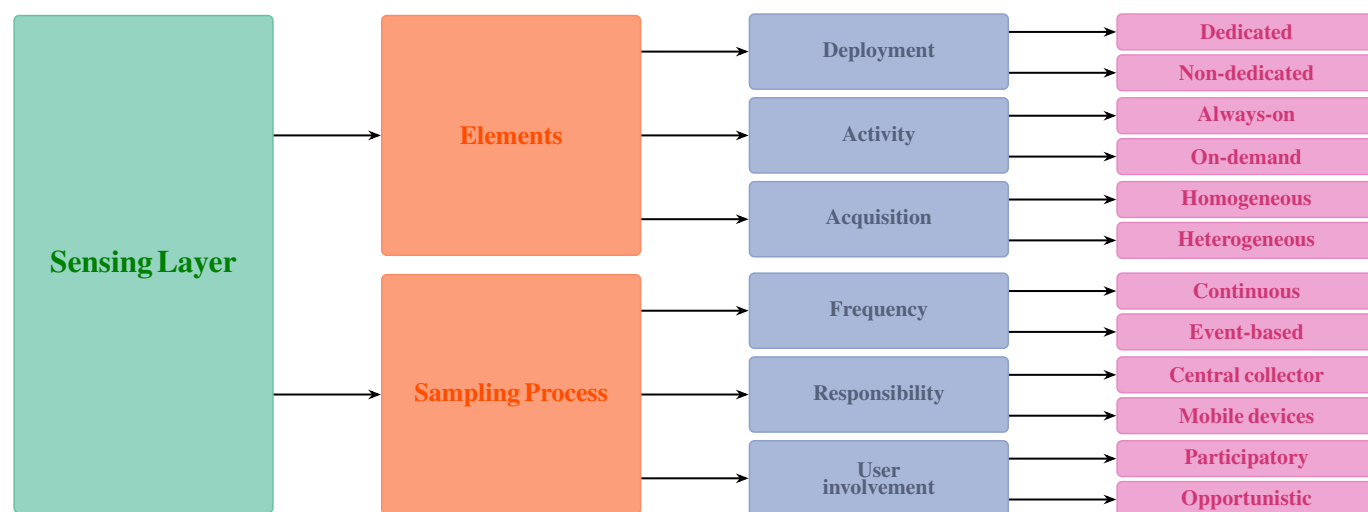 Sensing Layer
Elements
Deployment
Dedicated
Non-dedicated
Activity
Always-on
On-demand
Acquisition
Homogeneous
Heterogeneous
Sampling Process
Frequency
Continuous
Event-based
Responsibility
Central collector
Mobile devices
User
involvement
Participatory
Opportunistic